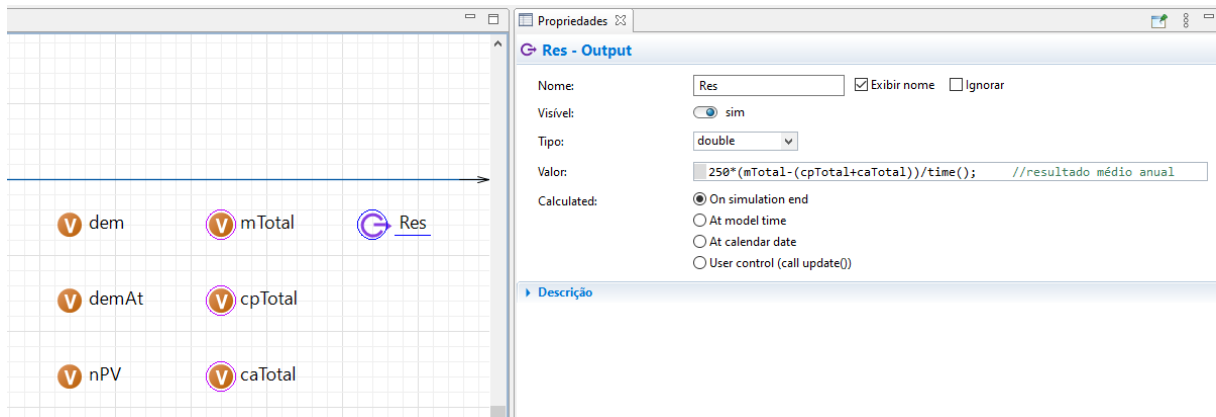 dem
mTotal
Res
demAt
cpTotal
nPV
caTotal
Propriedades
Res - Output
Nome: Res Exibir nome Ignorar
Visível: sim
Tipo: double
Valor: 250*(mTotal-(cpTotal+caTotal))/time(); //resultado médio anual
Calculated: On simulation end
At model time
At calendar date
User control (call update())
Descrição